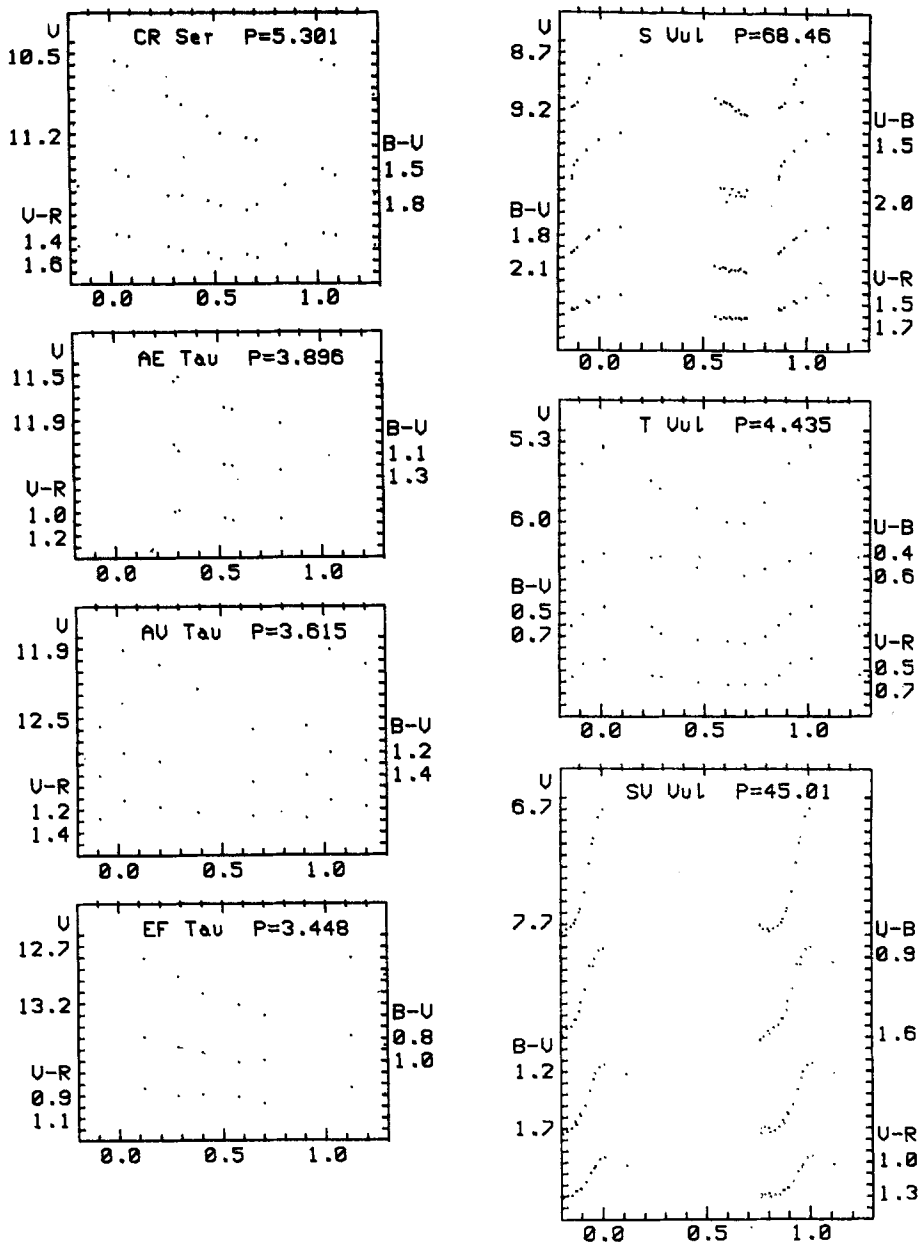 CR Ser P=5.301
V
10.5
11.2
V-R
1.4
1.6
B-V
1.5
1.8
0.0 0.5 1.0
AE Tau P=3.896
V
11.5
11.9
V-R
1.0
1.2
B-V
1.1
1.3
0.0 0.5 1.0
AV Tau P=3.615
V
11.9
12.5
V-R
1.2
1.4
B-V
1.2
1.4
0.0 0.5 1.0
EF Tau P=3.448
V
12.7
13.2
V-R
0.9
1.1
B-V
0.8
1.0
0.0 0.5 1.0
S Vul P=68.46
V
8.7
9.2
B-V
1.8
2.1
U-B
1.5
2.0
V-R
1.5
1.7
0.0 0.5 1.0
T Vul P=4.435
V
5.3
6.0
B-V
0.5
0.7
U-B
0.4
0.6
V-R
0.5
0.7
0.0 0.5 1.0
SV Vul P=45.01
V
6.7
7.7
B-V
1.2
1.7
U-B
0.9
1.6
V-R
1.0
1.3
0.0 0.5 1.0